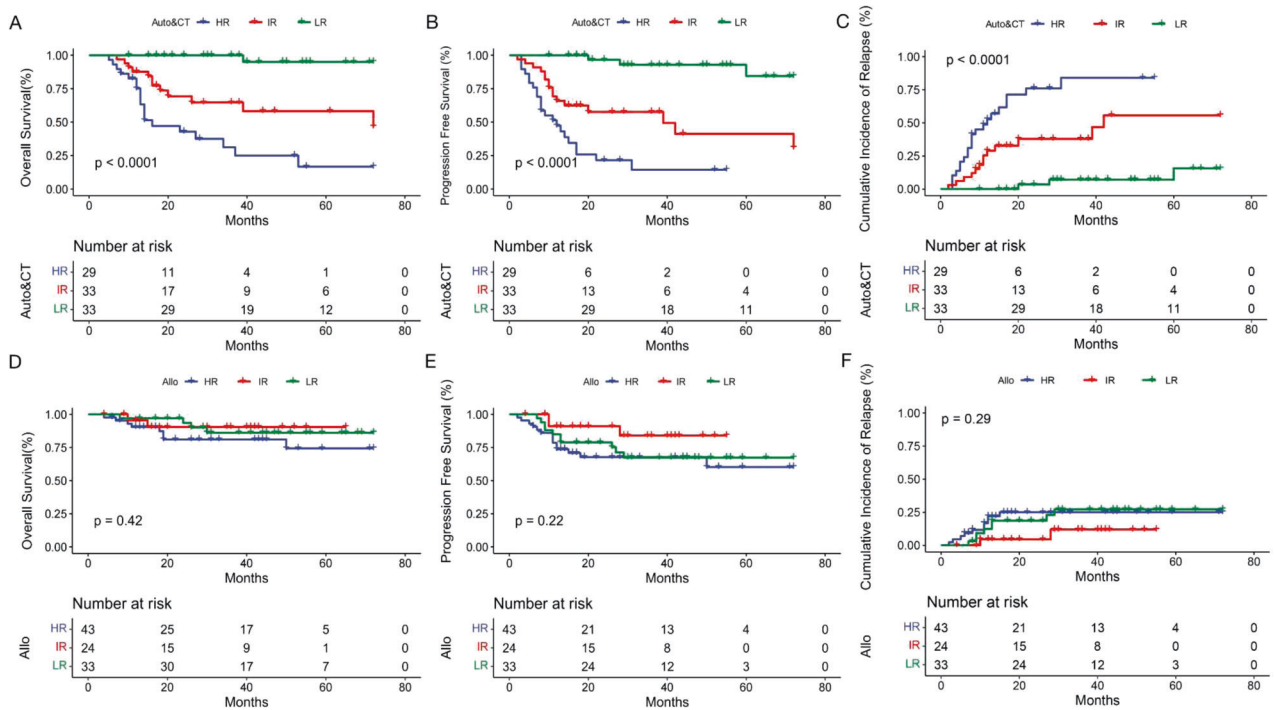 A
Auto&CT HR IR LR
Overall Survival(%)
1.00
0.75
0.50
0.25
0.00
p < 0.0001
0 20 40 60 80
Months
Number at risk
Auto&CT
HR 29 11 4 1 0
IR 33 17 9 6 0
LR 33 29 19 12 0
0 20 40 60 80
Months
B
Auto&CT HR IR LR
Progression Free Survival (%)
1.00
0.75
0.50
0.25
0.00
p < 0.0001
0 20 40 60 80
Months
Number at risk
Auto&CT
HR 29 6 2 0 0
IR 33 13 6 4 0
LR 33 29 18 11 0
0 20 40 60 80
Months
C
Auto&CT HR IR LR
Cumulative Incidence of Relapse (%)
1.00
0.75
0.50
0.25
0.00
p < 0.0001
0 20 40 60 80
Months
Number at risk
Auto&CT
HR 29 6 2 0 0
IR 33 13 6 4 0
LR 33 29 18 11 0
0 20 40 60 80
Months
D
Allo HR IR LR
Overall Survival(%)
1.00
0.75
0.50
0.25
0.00
p = 0.42
0 20 40 60 80
Months
Number at risk
Allo
HR 43 25 17 5 0
IR 24 15 9 1 0
LR 33 30 17 7 0
0 20 40 60 80
Months
E
Allo HR IR LR
Progression Free Survival (%)
1.00
0.75
0.50
0.25
0.00
p = 0.22
0 20 40 60 80
Months
Number at risk
Allo
HR 43 21 13 4 0
IR 24 15 8 0 0
LR 33 24 12 3 0
0 20 40 60 80
Months
F
Allo HR IR LR
Cumulative Incidence of Relapse (%)
1.00
0.75
0.50
0.25
0.00
p = 0.29
0 20 40 60 80
Months
Number at risk
Allo
HR 43 21 13 4 0
IR 24 15 8 0 0
LR 33 24 12 3 0
0 20 40 60 80
Months